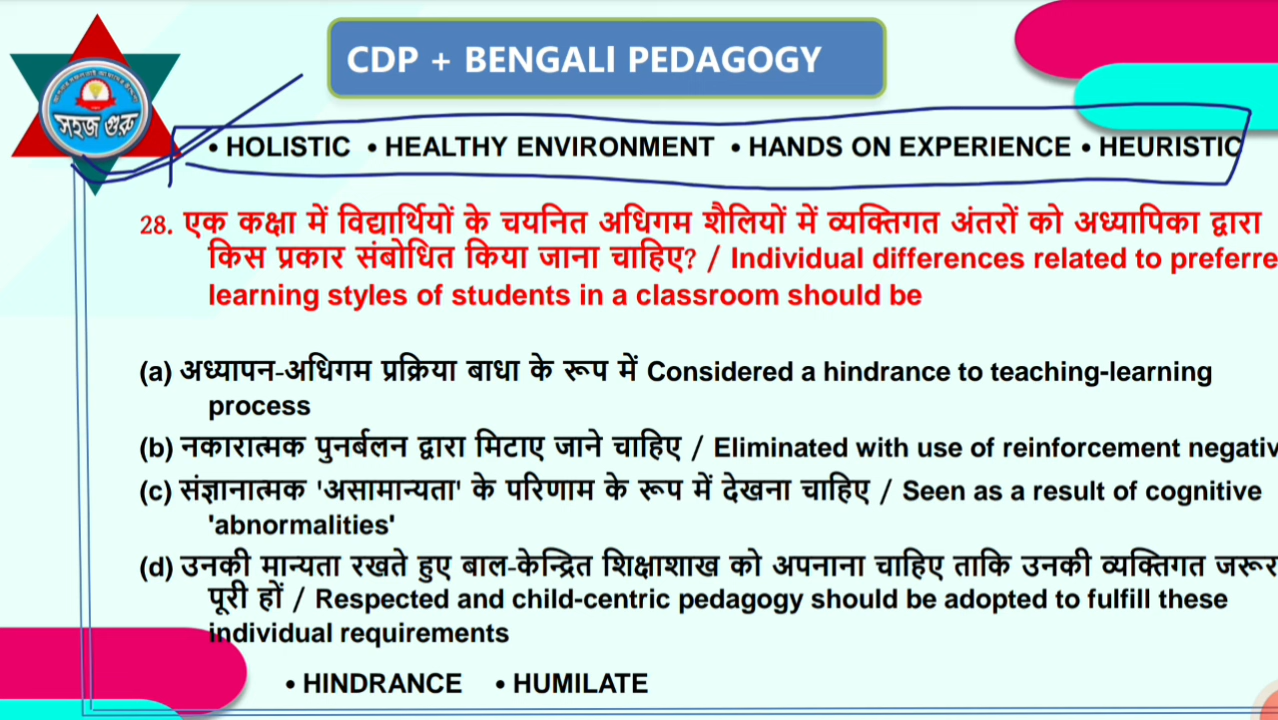 CDP + BENGALI PEDAGOGY
সহজ গুরু
• HOLISTIC • HEALTHY ENVIRONMENT • HANDS ON EXPERIENCE • HEURISTIC
28. एक कक्षा में विद्यार्थियों के चयनित अधिगम शैलियों में व्यक्तिगत अंतरों को अध्यापिका द्वारा
किस प्रकार संबोधित किया जाना चाहिए? / Individual differences related to preferre
learning styles of students in a classroom should be
(a) अध्यापन-अधिगम प्रक्रिया बाधा के रूप में Considered a hindrance to teaching-learning
process
(b) नकारात्मक पुनर्बलन द्वारा मिटाए जाने चाहिए / Eliminated with use of reinforcement negativ
(c) संज्ञानात्मक 'असामान्यता' के परिणाम के रूप में देखना चाहिए / Seen as a result of cognitive
'abnormalities'
(d) उनकी मान्यता रखते हुए बाल-केन्द्रित शिक्षाशाख को अपनाना चाहिए ताकि उनकी व्यक्तिगत जरूर
पूरी हों / Respected and child-centric pedagogy should be adopted to fulfill these
individual requirements
• HINDRANCE • HUMILATE